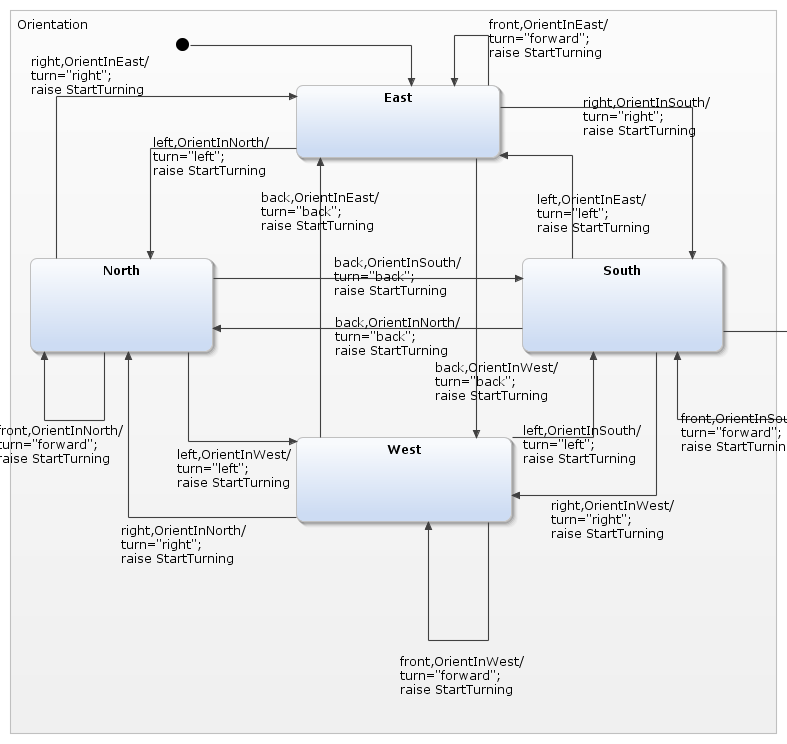 Orientation
front,OrientInEast/
turn="forward";
raise StartTurning
right,OrientInEast/
turn="right";
raise StartTurning
East
right,OrientInSouth/
turn="right";
raise StartTurning
left,OrientInNorth/
turn="left";
raise StartTurning
back,OrientInEast/
turn="back";
raise StartTurning
left,OrientInEast/
turn="left";
raise StartTurning
North
back,OrientInSouth/
turn="back";
raise StartTurning
South
back,OrientInNorth/
turn="back";
raise StartTurning
back,OrientInWest/
turn="back";
raise StartTurning
front,OrientInNorth/
turn="forward";
raise StartTurning
left,OrientInWest/
turn="left";
raise StartTurning
West
left,OrientInSouth/
turn="left";
raise StartTurning
front,OrientInSou
turn="forward";
raise StartTurnin
right,OrientInNorth/
turn="right";
raise StartTurning
right,OrientInWest/
turn="right";
raise StartTurning
front,OrientInWest/
turn="forward";
raise StartTurning